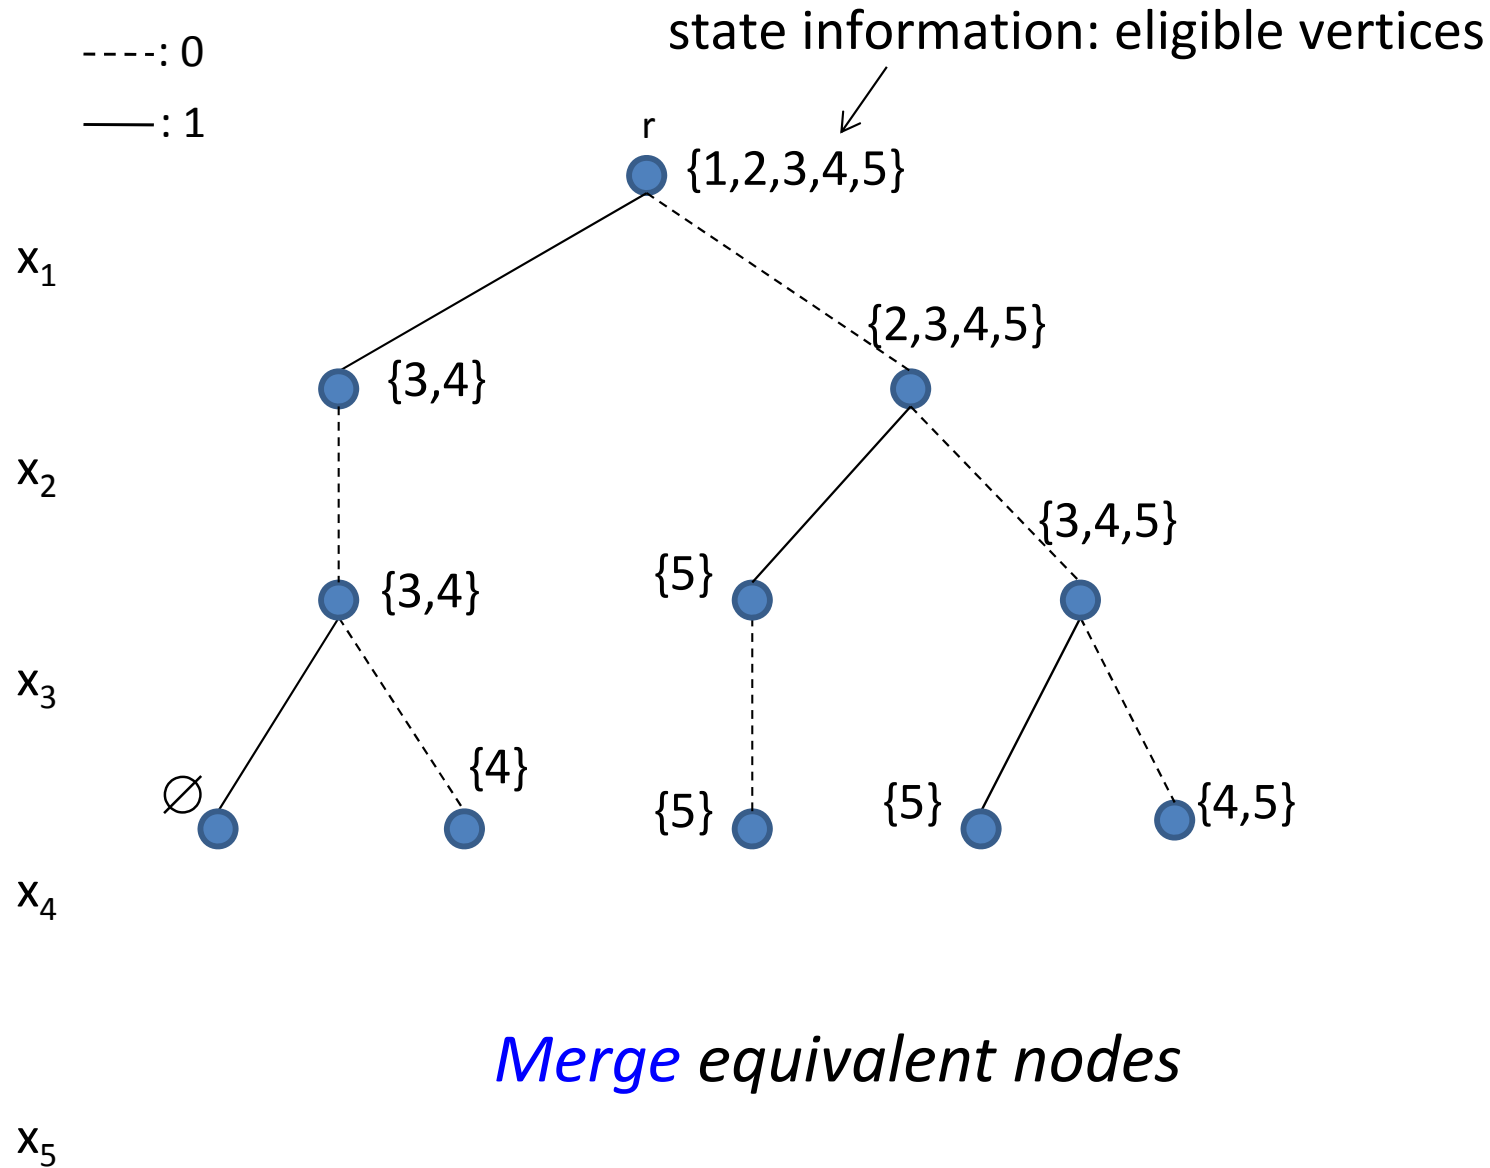 state information: eligible vertices
: 0
: 1
r
{1,2,3,4,5}
x₁
{2,3,4,5}
{3,4}
x₂
{3,4,5}
{5}
{3,4}
x₃
{4}
∅
{5}
{5}
{4,5}
x₄
Merge equivalent nodes
x₅